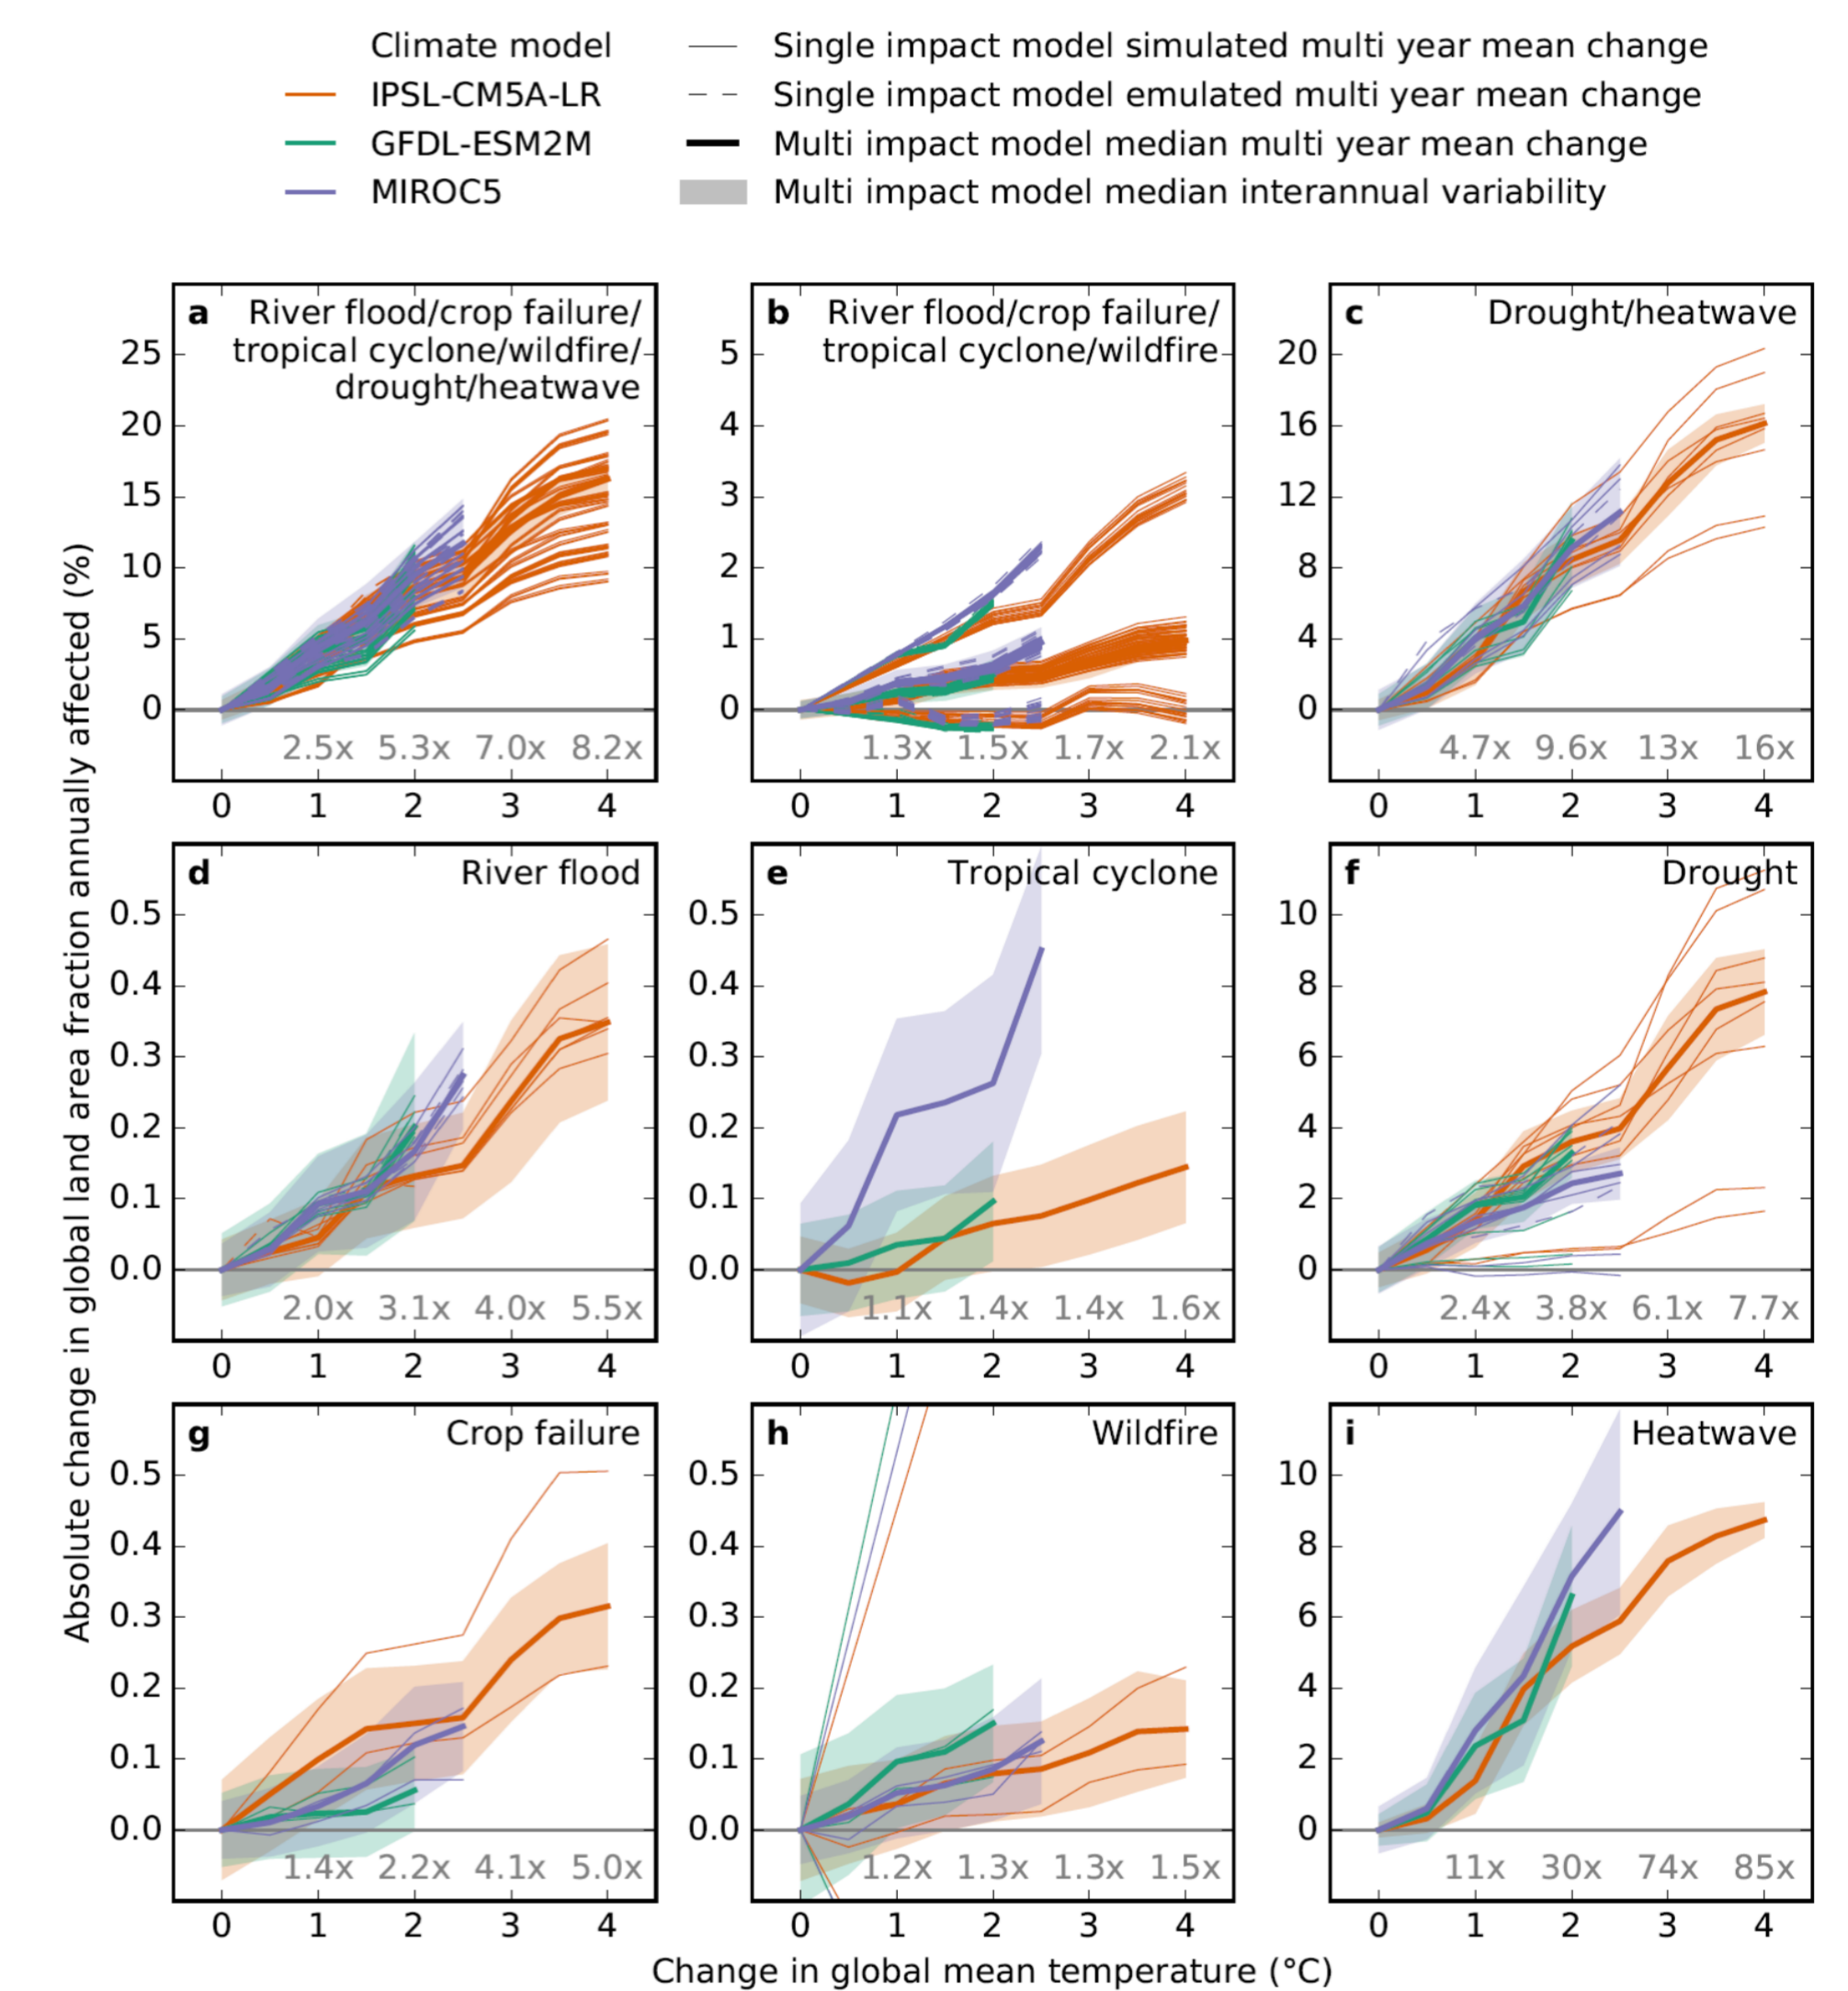 Climate model
IPSL-CM5A-LR
GFDL-ESM2M
MIROC5
Single impact model simulated multi year mean change
Single impact model emulated multi year mean change
Multi impact model median multi year mean change
Multi impact model median interannual variability
Absolute change in global land area fraction annually affected (%)
a River flood/crop failure/
tropical cyclone/wildfire/
drought/heatwave
25
20
15
10
5
0
2.5x 5.3x 7.0x 8.2x
0 1 2 3 4
b River flood/crop failure/
tropical cyclone/wildfire
5
4
3
2
1
0
1.3x 1.5x 1.7x 2.1x
0 1 2 3 4
c Drought/heatwave
20
16
12
8
4
0
4.7x 9.6x 13x 16x
0 1 2 3 4
d River flood
0.5
0.4
0.3
0.2
0.1
0.0
2.0x 3.1x 4.0x 5.5x
0 1 2 3 4
e Tropical cyclone
0.5
0.4
0.3
0.2
0.1
0.0
1.1x 1.4x 1.4x 1.6x
0 1 2 3 4
f Drought
10
8
6
4
2
0
2.4x 3.8x 6.1x 7.7x
0 1 2 3 4
g Crop failure
0.5
0.4
0.3
0.2
0.1
0.0
1.4x 2.2x 4.1x 5.0x
0 1 2 3 4
h Wildfire
0.5
0.4
0.3
0.2
0.1
0.0
1.2x 1.3x 1.3x 1.5x
0 1 2 3 4
i Heatwave
10
8
6
4
2
0
11x 30x 74x 85x
0 1 2 3 4
Change in global mean temperature (°C)